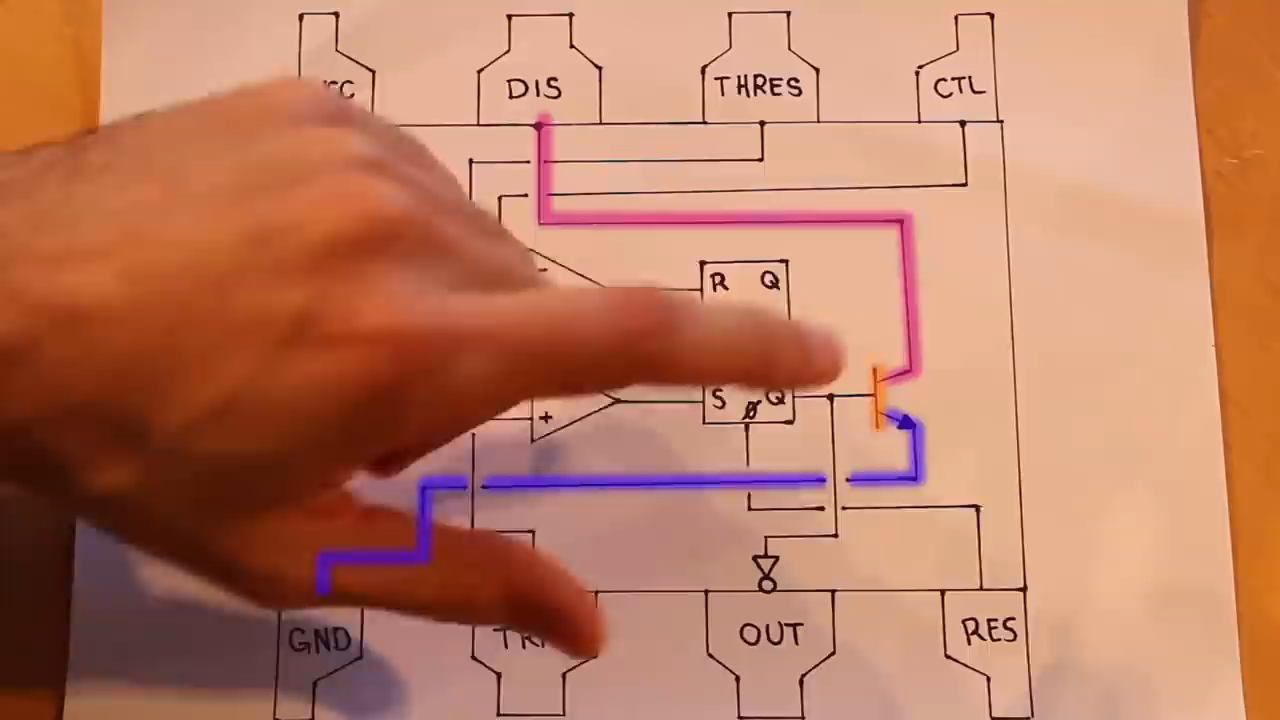 DIS THRES CTL
-
R Q
S Q
+
GND OUT RES